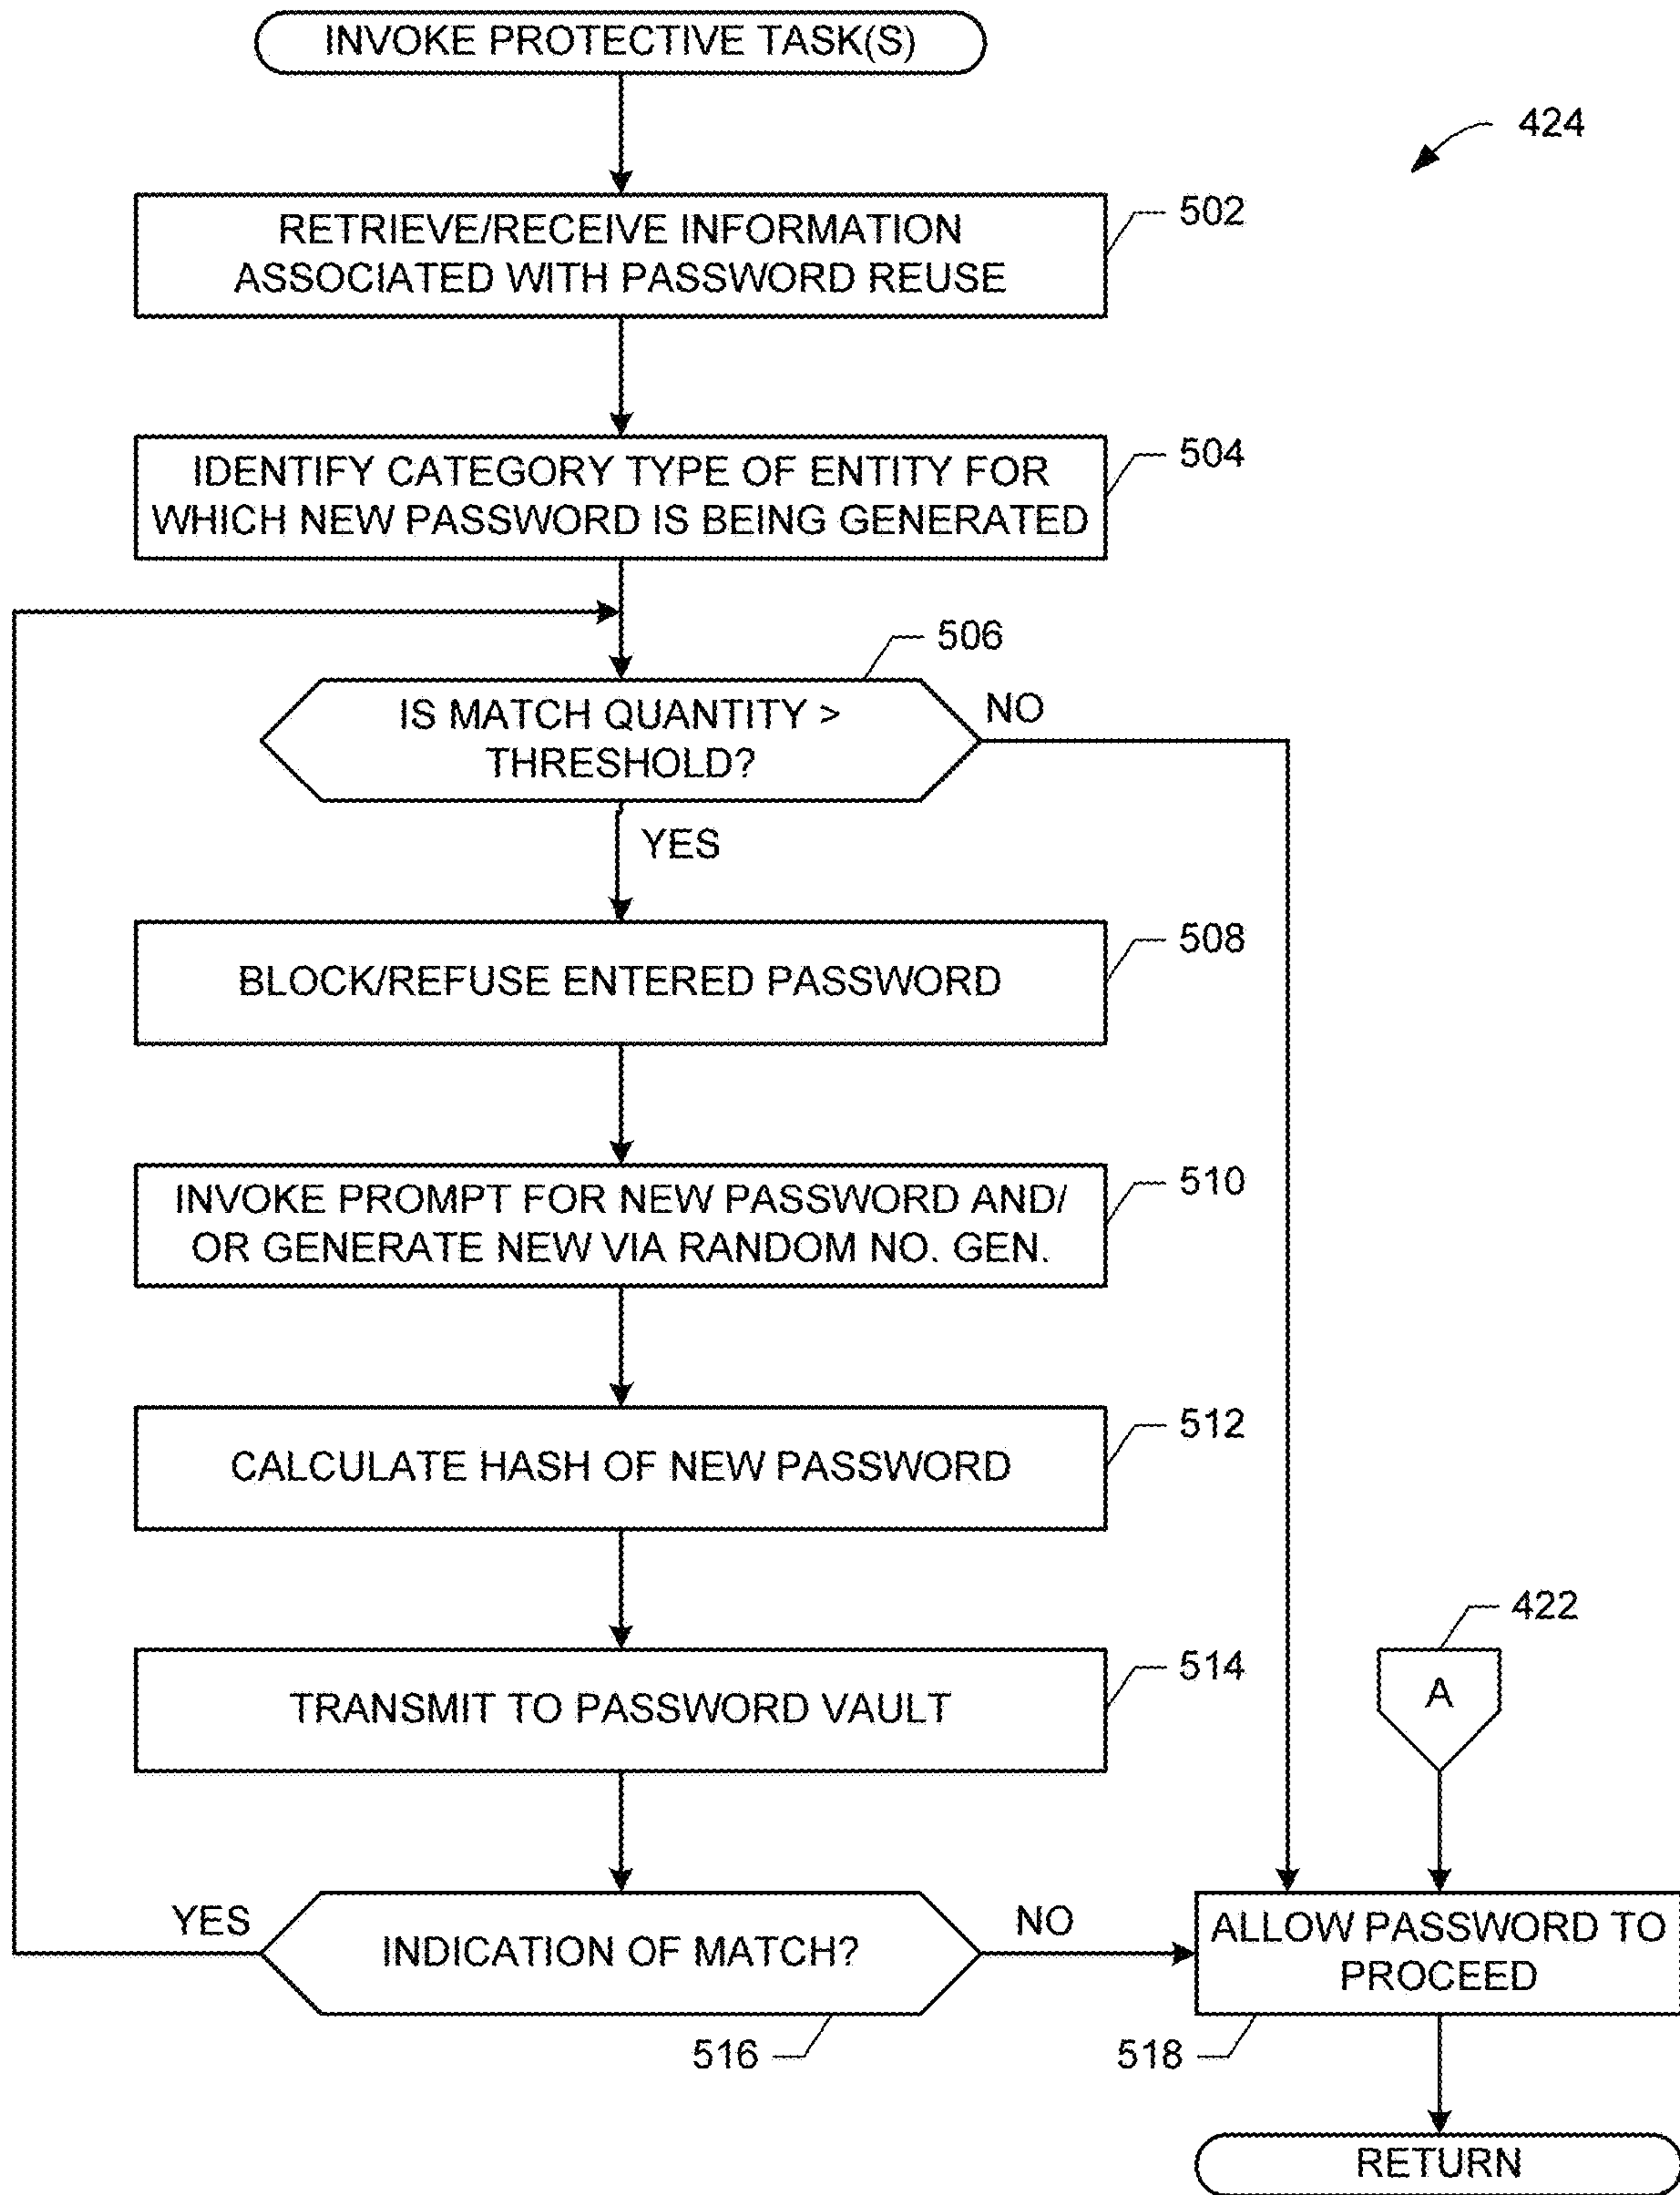 INVOKE PROTECTIVE TASK(S)
424
RETRIEVE/RECEIVE INFORMATION
ASSOCIATED WITH PASSWORD REUSE
502
IDENTIFY CATEGORY TYPE OF ENTITY FOR
WHICH NEW PASSWORD IS BEING GENERATED
504
506
IS MATCH QUANTITY >
THRESHOLD?
NO
YES
BLOCK/REFUSE ENTERED PASSWORD
508
INVOKE PROMPT FOR NEW PASSWORD AND/
OR GENERATE NEW VIA RANDOM NO. GEN.
510
CALCULATE HASH OF NEW PASSWORD
512
TRANSMIT TO PASSWORD VAULT
514
422
A
YES
INDICATION OF MATCH?
NO
516
ALLOW PASSWORD TO
PROCEED
518
RETURN